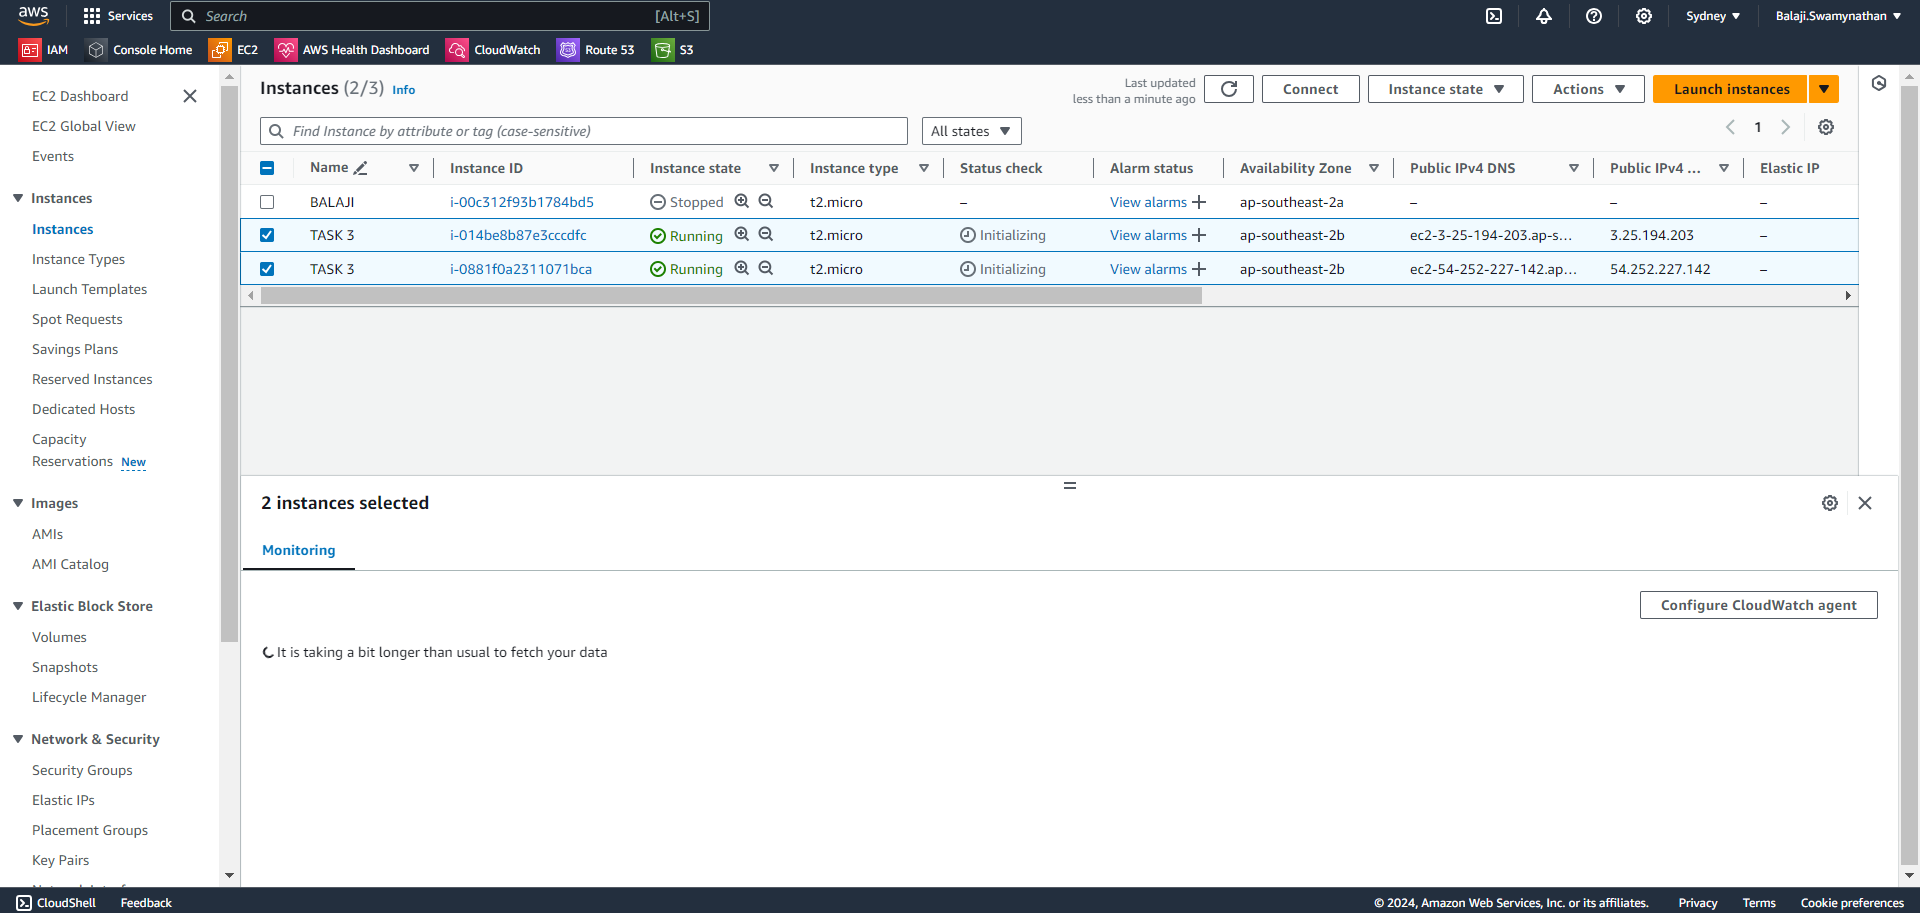 aws
Services
Search
[Alt+S]
Sydney
Balaji.Swamynathan
IAM
Console Home
EC2
AWS Health Dashboard
CloudWatch
Route 53
S3
EC2 Dashboard
EC2 Global View
Events
Instances
Instances
Instance Types
Launch Templates
Spot Requests
Savings Plans
Reserved Instances
Dedicated Hosts
Capacity
Reservations New
Images
AMIs
AMI Catalog
Elastic Block Store
Volumes
Snapshots
Lifecycle Manager
Network & Security
Security Groups
Elastic IPs
Placement Groups
Key Pairs
Instances (2/3) Info
Last updated
less than a minute ago
Connect
Instance state
Actions
Launch instances
Find Instance by attribute or tag (case-sensitive)
All states
1
Name Instance ID Instance state Instance type Status check Alarm status Availability Zone Public IPv4 DNS Public IPv4 ... Elastic IP
BALAJI i-00c312f93b1784bd5 Stopped t2.micro – View alarms ap-southeast-2a – – –
TASK 3 i-014be8b87e3cccdfc Running t2.micro Initializing View alarms ap-southeast-2b ec2-3-25-194-203.ap-s... 3.25.194.203 –
TASK 3 i-0881f0a2311071bca Running t2.micro Initializing View alarms ap-southeast-2b ec2-54-252-227-142.ap... 54.252.227.142 –
2 instances selected
Monitoring
Configure CloudWatch agent
It is taking a bit longer than usual to fetch your data
CloudShell
Feedback
© 2024, Amazon Web Services, Inc. or its affiliates.
Privacy
Terms
Cookie preferences